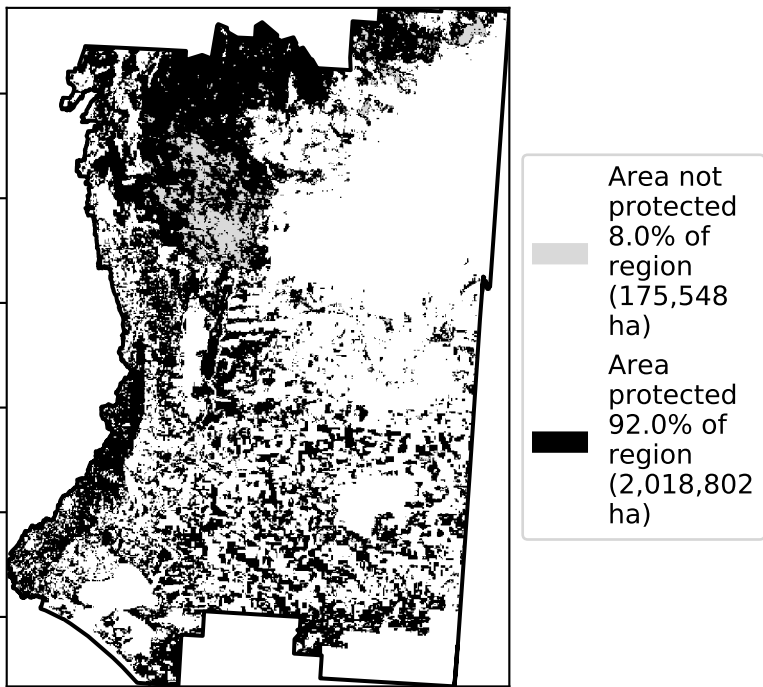 Area not
protected
8.0% of
region
(175,548
ha)
Area
protected
92.0% of
region
(2,018,802
ha)